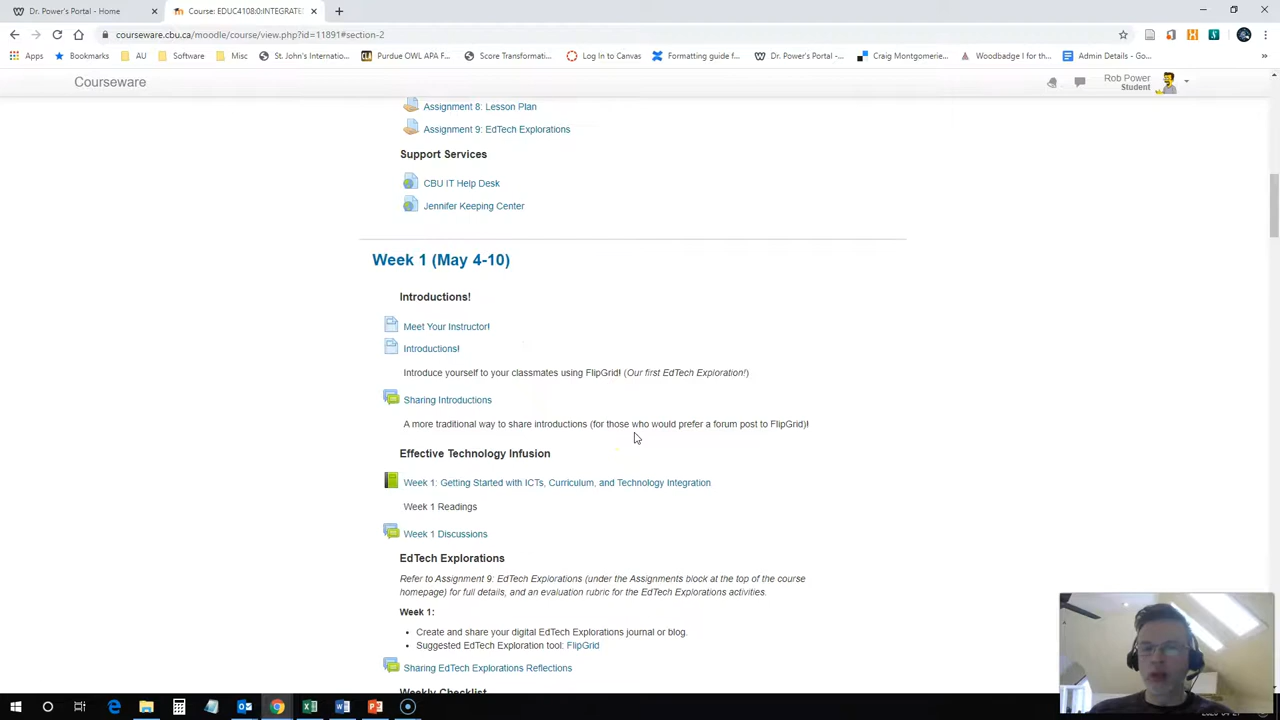 Dr. Power's Portal - Home
Course: EDUC4108:0:INTEGRATE
courseware.cbu.ca/moodle/course/view.php?id=11891#section-2
Apps
Bookmarks
AU
Software
Misc
St. John's Internatio...
Purdue OWL APA F...
Score Transformati...
Log In to Canvas
Formatting guide f...
Dr. Power's Portal -...
Craig Montgomerie...
Woodbadge I for th...
Admin Details - Go...
Courseware
Rob Power
Student
Assignment 8: Lesson Plan
Assignment 9: EdTech Explorations
Support Services
CBU IT Help Desk
Jennifer Keeping Center
Week 1 (May 4-10)
Introductions!
Meet Your Instructor!
Introductions!
Introduce yourself to your classmates using FlipGrid! (Our first EdTech Exploration!)
Sharing Introductions
A more traditional way to share introductions (for those who would prefer a forum post to FlipGrid)!
Effective Technology Infusion
Week 1: Getting Started with ICTs, Curriculum, and Technology Integration
Week 1 Readings
Week 1 Discussions
EdTech Explorations
Refer to Assignment 9: EdTech Explorations (under the Assignments block at the top of the course
homepage) for full details, and an evaluation rubric for the EdTech Explorations activities.
Week 1:
• Create and share your digital EdTech Explorations journal or blog.
• Suggested EdTech Exploration tool: FlipGrid
Sharing EdTech Explorations Reflections
Weekly Checklist